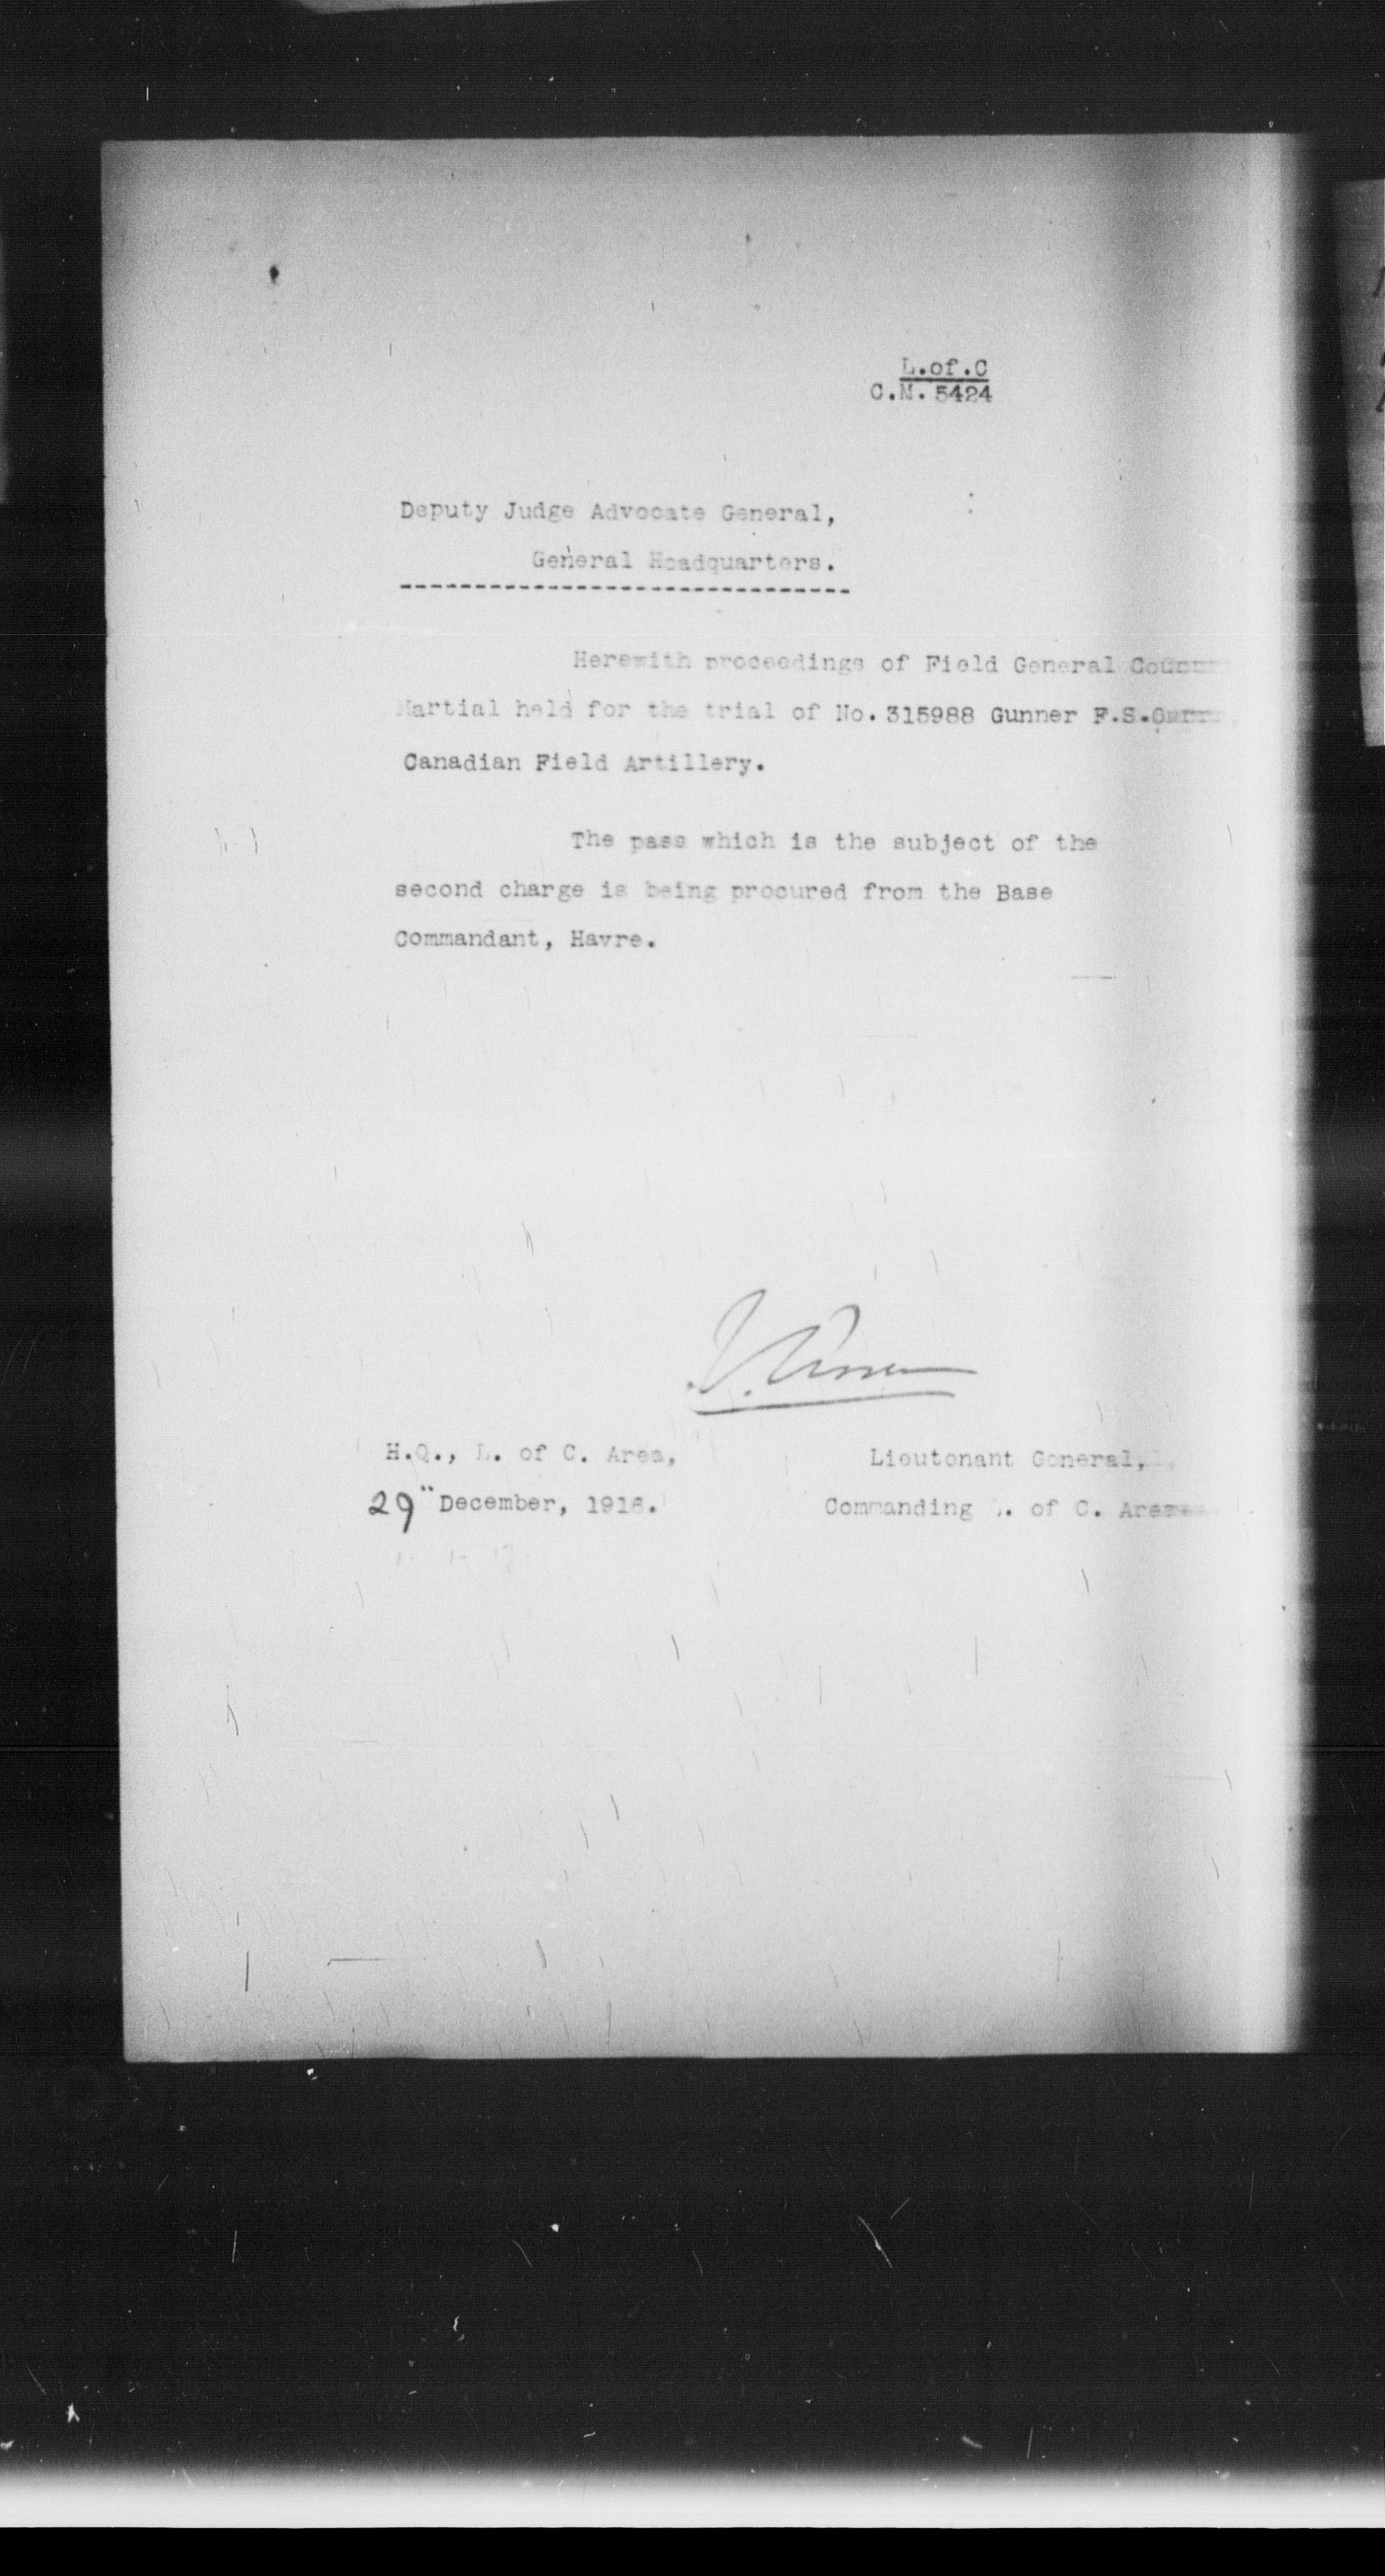 L.of.C
C.M. 5424
Deputy Judge Advocate General,
General Headquarters.
Herewith proceedings of Field General Court
Martial held for the trial of No. 315988 Gunner F.S.
Canadian Field Artillery.
The pass which is the subject of the
second charge is being procured from the Base
Commandant, Havre.
H.Q., L. of C. Area,
Lieutenant General,
29" December, 1916.
Commanding L. of C. Area